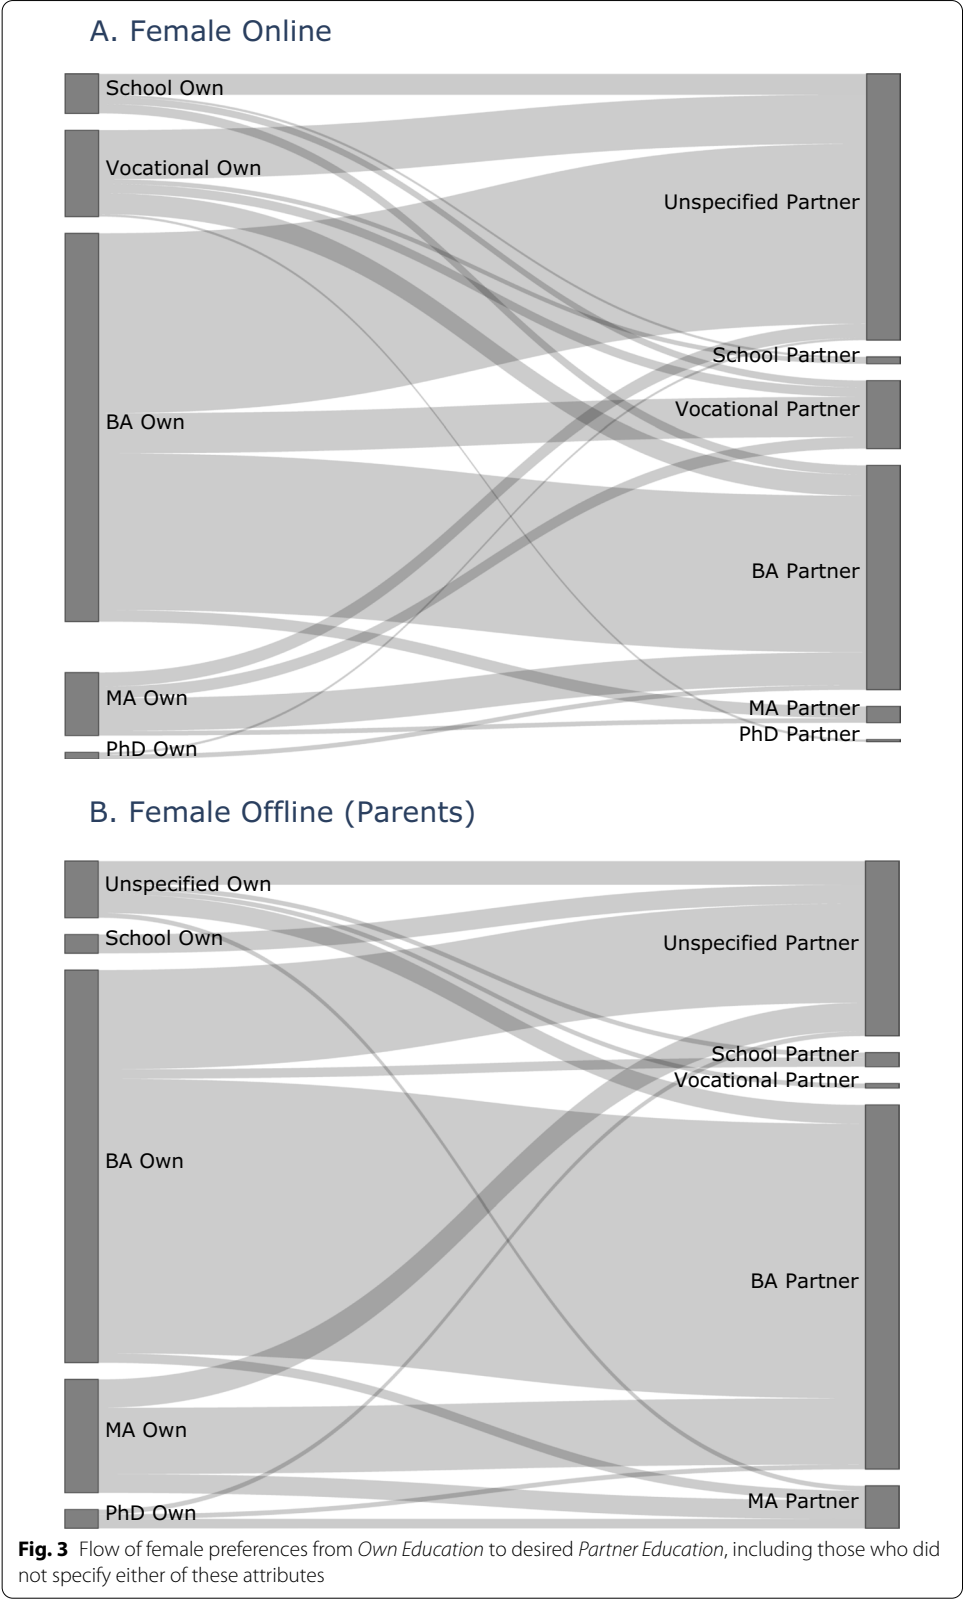 A. Female Online
School Own
Vocational Own
Unspecified Partner
School Partner
Vocational Partner
BA Own
BA Partner
MA Own
MA Partner
PhD Partner
PhD Own
B. Female Offline (Parents)
Unspecified Own
School Own
Unspecified Partner
School Partner
Vocational Partner
BA Own
BA Partner
MA Own
MA Partner
PhD Own
Fig. 3 Flow of female preferences from Own Education to desired Partner Education, including those who did
not specify either of these attributes